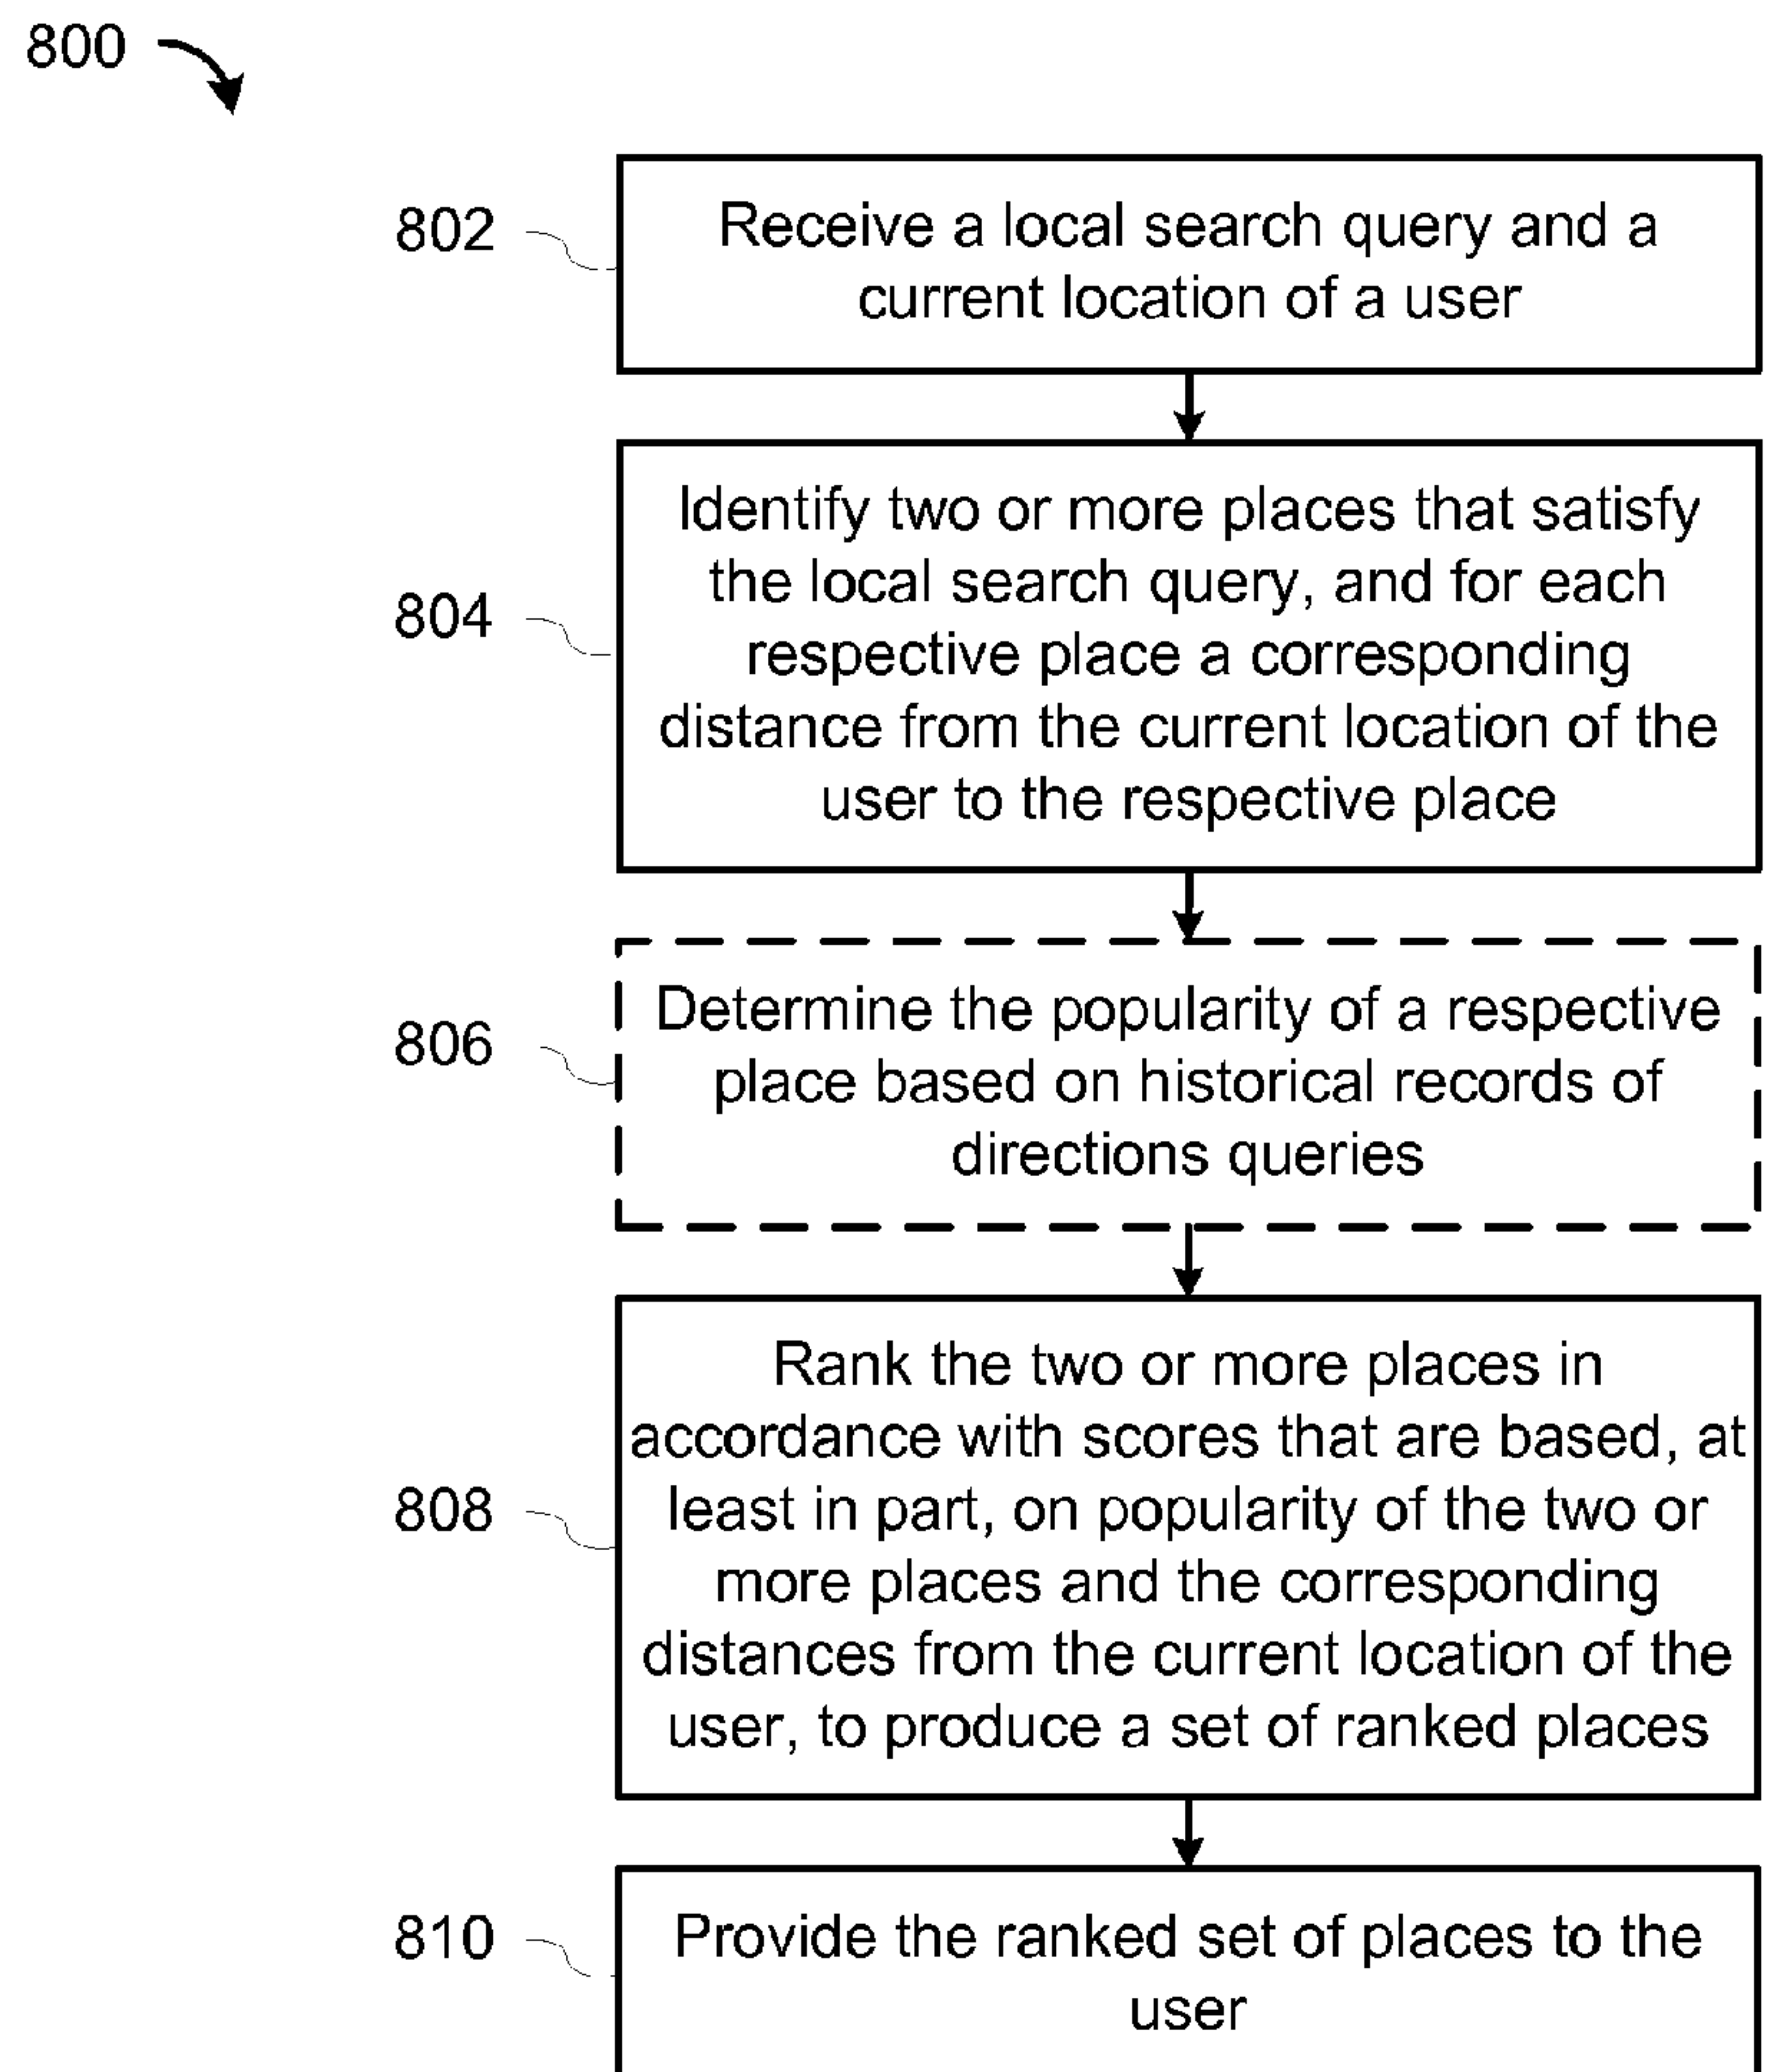 800
802
Receive a local search query and a
current location of a user
804
Identify two or more places that satisfy
the local search query, and for each
respective place a corresponding
distance from the current location of the
user to the respective place
806
Determine the popularity of a respective
place based on historical records of
directions queries
808
Rank the two or more places in
accordance with scores that are based, at
least in part, on popularity of the two or
more places and the corresponding
distances from the current location of the
user, to produce a set of ranked places
810
Provide the ranked set of places to the
user